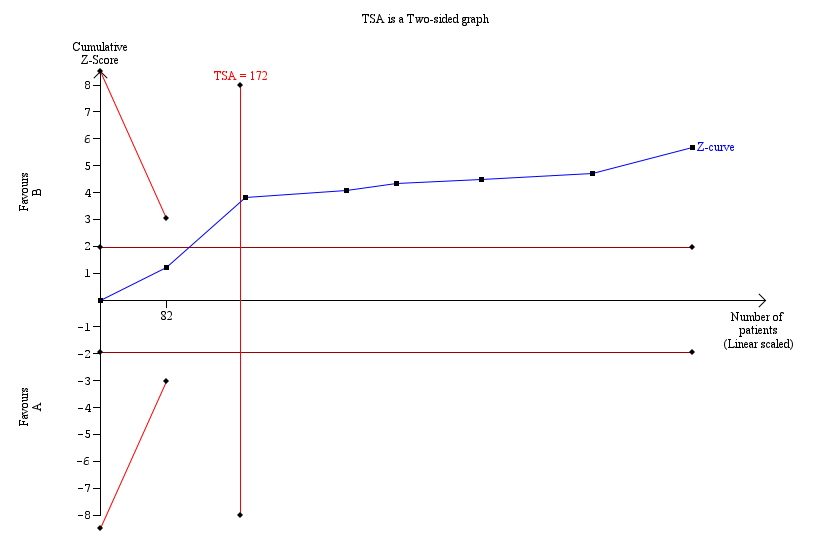 TSA is a Two-sided graph
Cumulative
Z-Score
TSA = 172
8
7
6
5
4
3
2
1
-1
-2
-3
-4
-5
-6
-7
-8
Favours
B
Favours
A
Z-curve
82
Number of
patients
(Linear scaled)